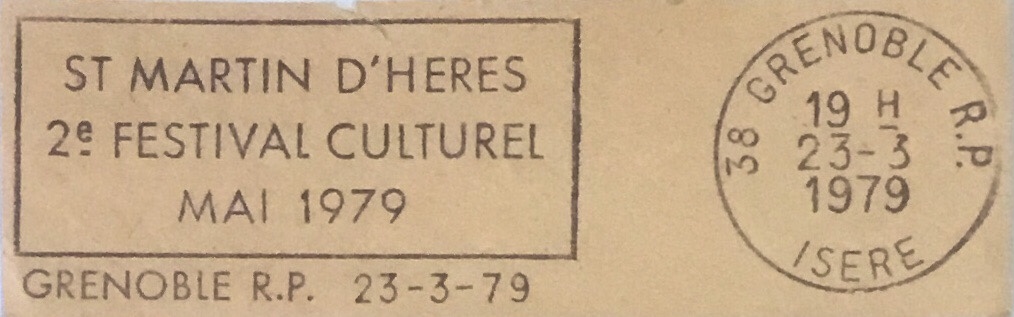 ST MARTIN D'HERES
2e FESTIVAL CULTUREL
MAI 1979
GRENOBLE R.P. 23-3-79
38 GRENOBLE R.P.
19 H
23-3
1979
ISERE